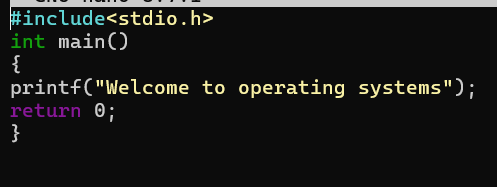 #include<stdio.h>
int main()
{
printf("Welcome to operating systems");
return 0;
}